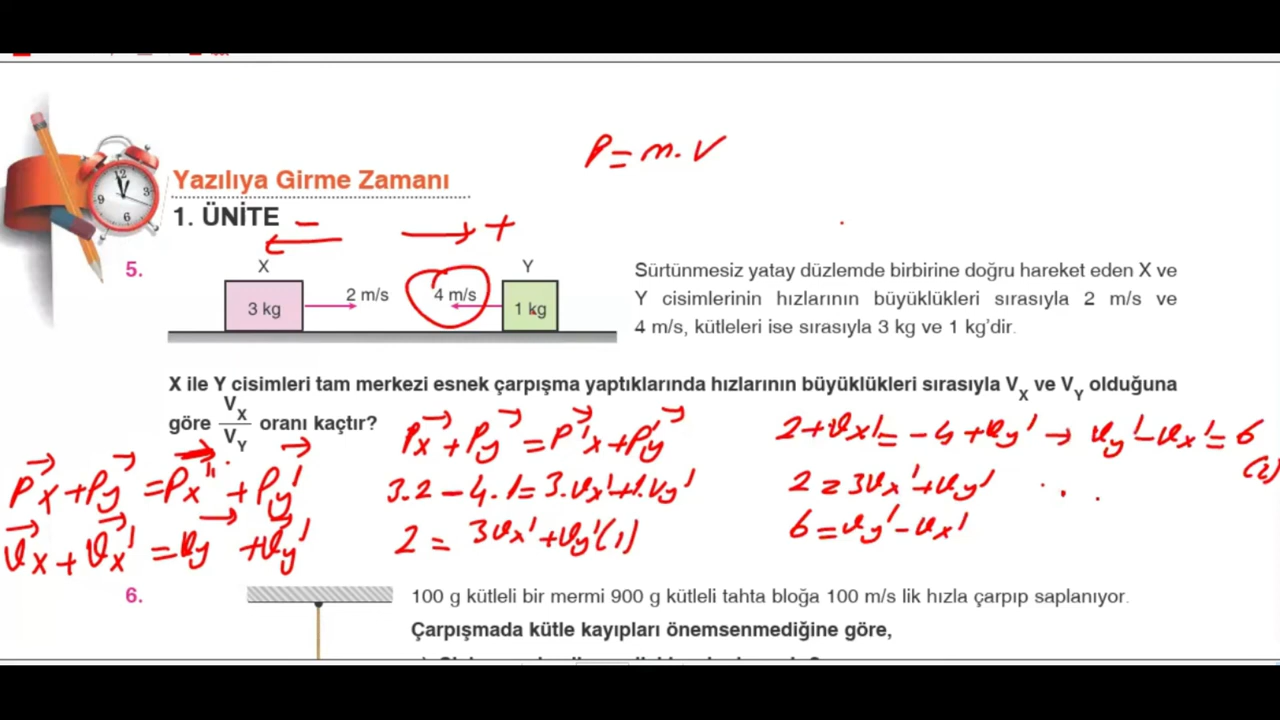 P = m.V
Yazılıya Girme Zamanı
1. ÜNİTE
- +
5.
X Y
3 kg 2 m/s 4 m/s 1 kg
Sürtünmesiz yatay düzlemde birbirine doğru hareket eden X ve
Y cisimlerinin hızlarının büyüklükleri sırasıyla 2 m/s ve
4 m/s, kütleleri ise sırasıyla 3 kg ve 1 kg'dir.
X ile Y cisimleri tam merkezi esnek çarpışma yaptıklarında hızlarının büyüklükleri sırasıyla VX ve VY olduğuna
göre VX/VY oranı kaçtır?
Px + Py = Px' + Py'
Vx + Vx' = Vy + Vy'
Px + Py = P'x + Py'
3.2 - 4.1 = 3.Vx' + 1.Vy'
2 = 3Vx' + Vy' (1)
2 + Vx' = -4 + Vy' → Vy' - Vx' = 6
(2)
2 = 3Vx' + Vy'
6 = Vy' - Vx'
6.
100 g kütleli bir mermi 900 g kütleli tahta bloğa 100 m/s lik hızla çarpıp saplanıyor.
Çarpışmada kütle kayıpları önemsenmediğine göre,